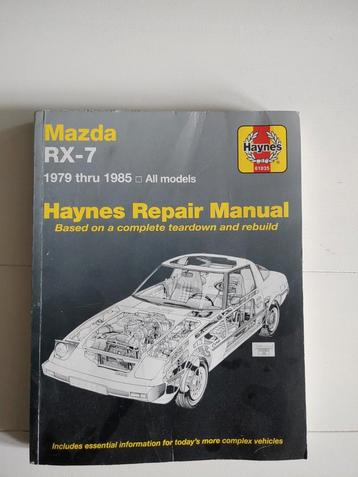 Mazda
RX-7
1979 thru 1985 □ All models
Haynes
61035
Haynes Repair Manual
Based on a complete teardown and rebuild
Includes essential information for today's more complex vehicles